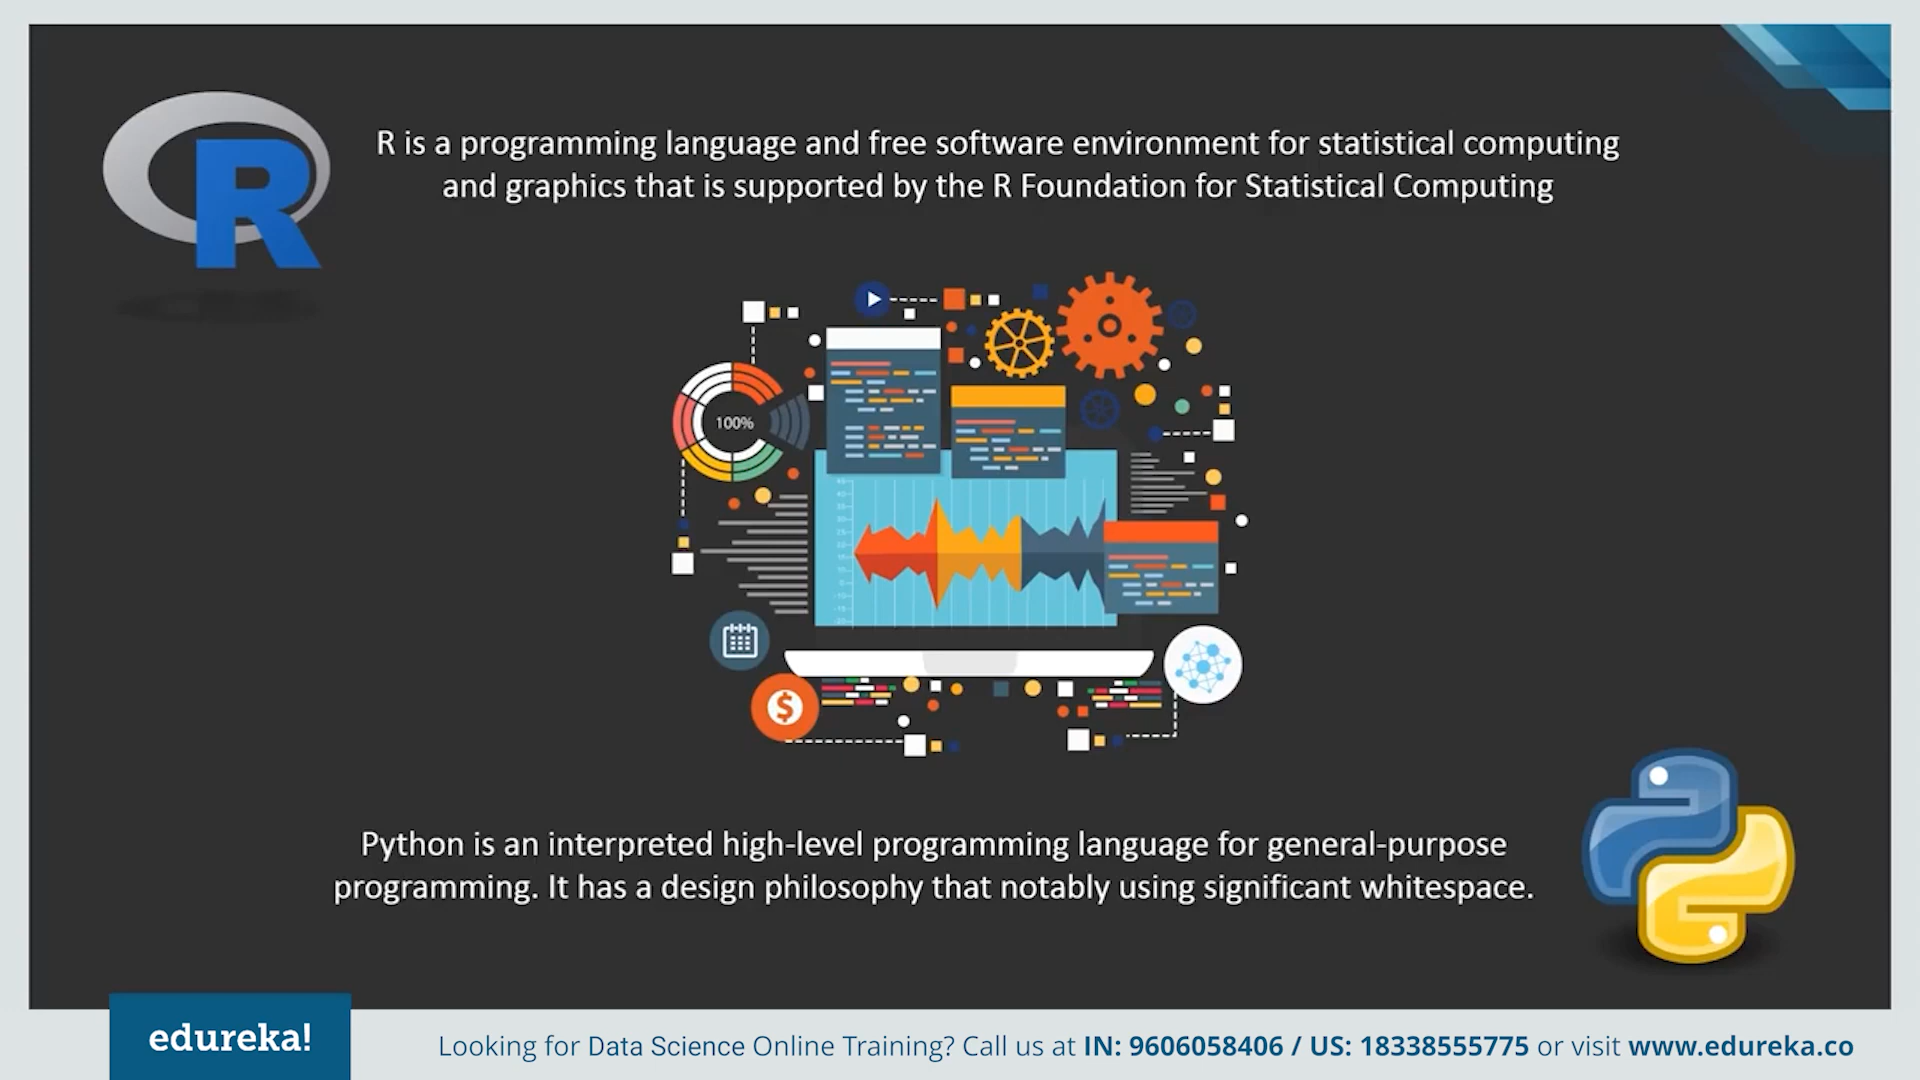 R is a programming language and free software environment for statistical computing
and graphics that is supported by the R Foundation for Statistical Computing
R
100%
$
Python is an interpreted high-level programming language for general-purpose
programming. It has a design philosophy that notably using significant whitespace.
edureka!
Looking for Data Science Online Training? Call us at IN: 9606058406 / US: 18338555775 or visit www.edureka.co